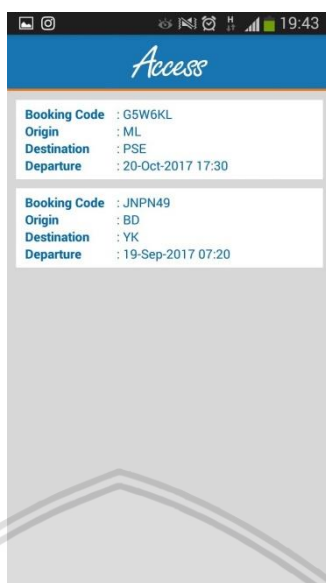 H 19:43
Access
Booking Code : G5W6KL
Origin : ML
Destination : PSE
Departure : 20-Oct-2017 17:30
Booking Code : JNPN49
Origin : BD
Destination : YK
Departure : 19-Sep-2017 07:20